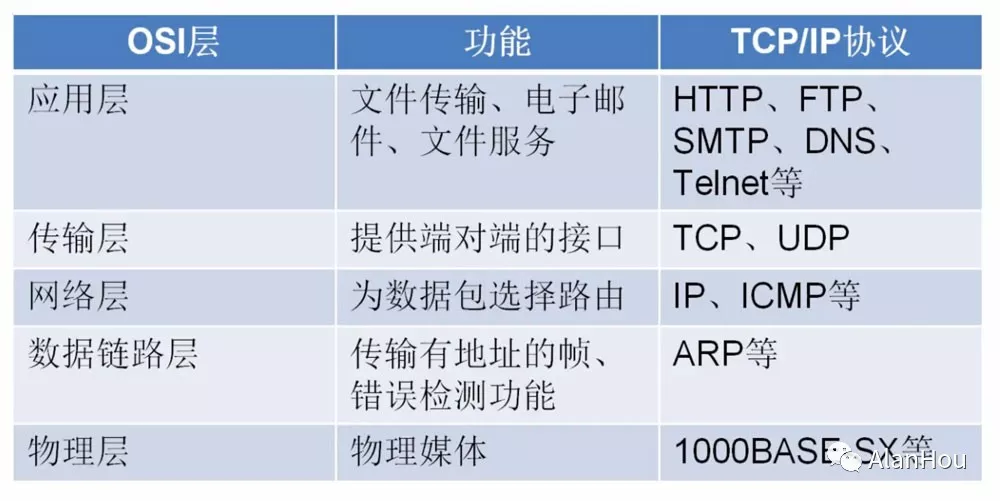 OSI层 功能 TCP/IP协议
应用层 文件传输、电子邮 HTTP、FTP、
件、文件服务 SMTP、DNS、
Telnet等
传输层 提供端对端的接口 TCP、UDP
网络层 为数据包选择路由 IP、ICMP等
数据链路层 传输有地址的帧、 ARP等
错误检测功能
物理层 物理媒体 1000BASE-SX等
AlanHou